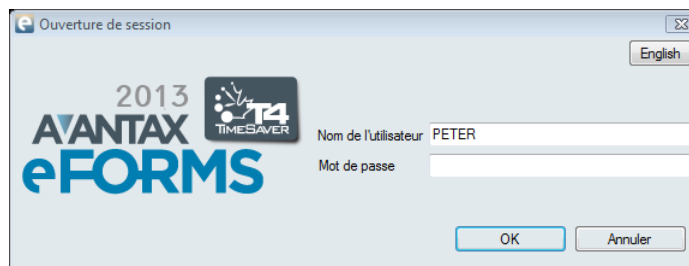 Ouverture de session
English
2013
AVANTAX
T4
TIMESAVER
eFORMS
Nom de l'utilisateur PETER
Mot de passe
OK Annuler